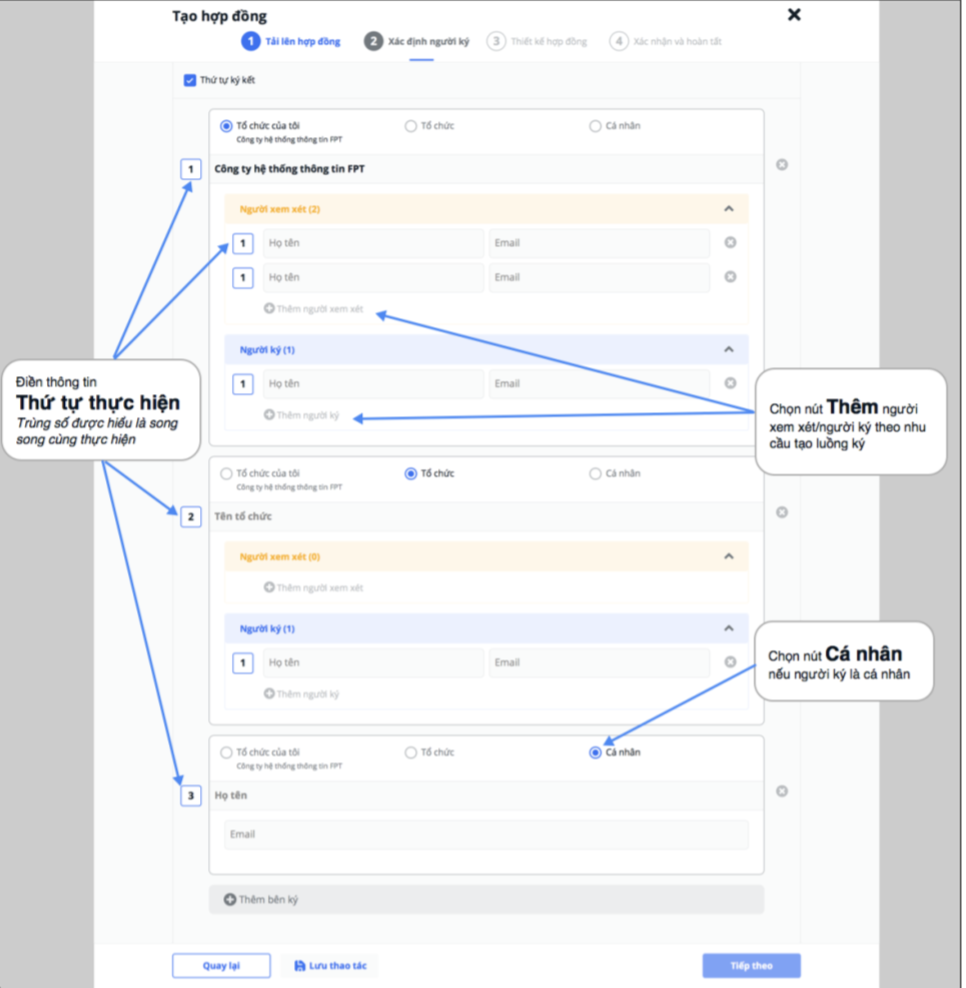 Tạo hợp đồng
1 Tải lên hợp đồng 2 Xác định người ký 3 Thiết kế hợp đồng 4 Xác nhận và hoàn tất
Thứ tự ký kết
Tổ chức của tôi Tổ chức Cá nhân
Công ty hệ thống thông tin FPT
1 Công ty hệ thống thông tin FPT
Người xem xét (2)
1 Họ tên Email
1 Họ tên Email
Thêm người xem xét
Người ký (1)
1 Họ tên Email
Thêm người ký
Điền thông tin
Thứ tự thực hiện
Trùng số được hiểu là song
song cùng thực hiện
Chọn nút Thêm người
xem xét/người ký theo nhu
cầu tạo luồng ký
Tổ chức của tôi Tổ chức Cá nhân
Công ty hệ thống thông tin FPT
2 Tên tổ chức
Người xem xét (0)
Thêm người xem xét
Người ký (1)
1 Họ tên Email
Thêm người ký
Chọn nút Cá nhân
nếu người ký là cá nhân
Tổ chức của tôi Tổ chức Cá nhân
Công ty hệ thống thông tin FPT
3 Họ tên
Email
Thêm bên ký
Quay lại Lưu thao tác Tiếp theo